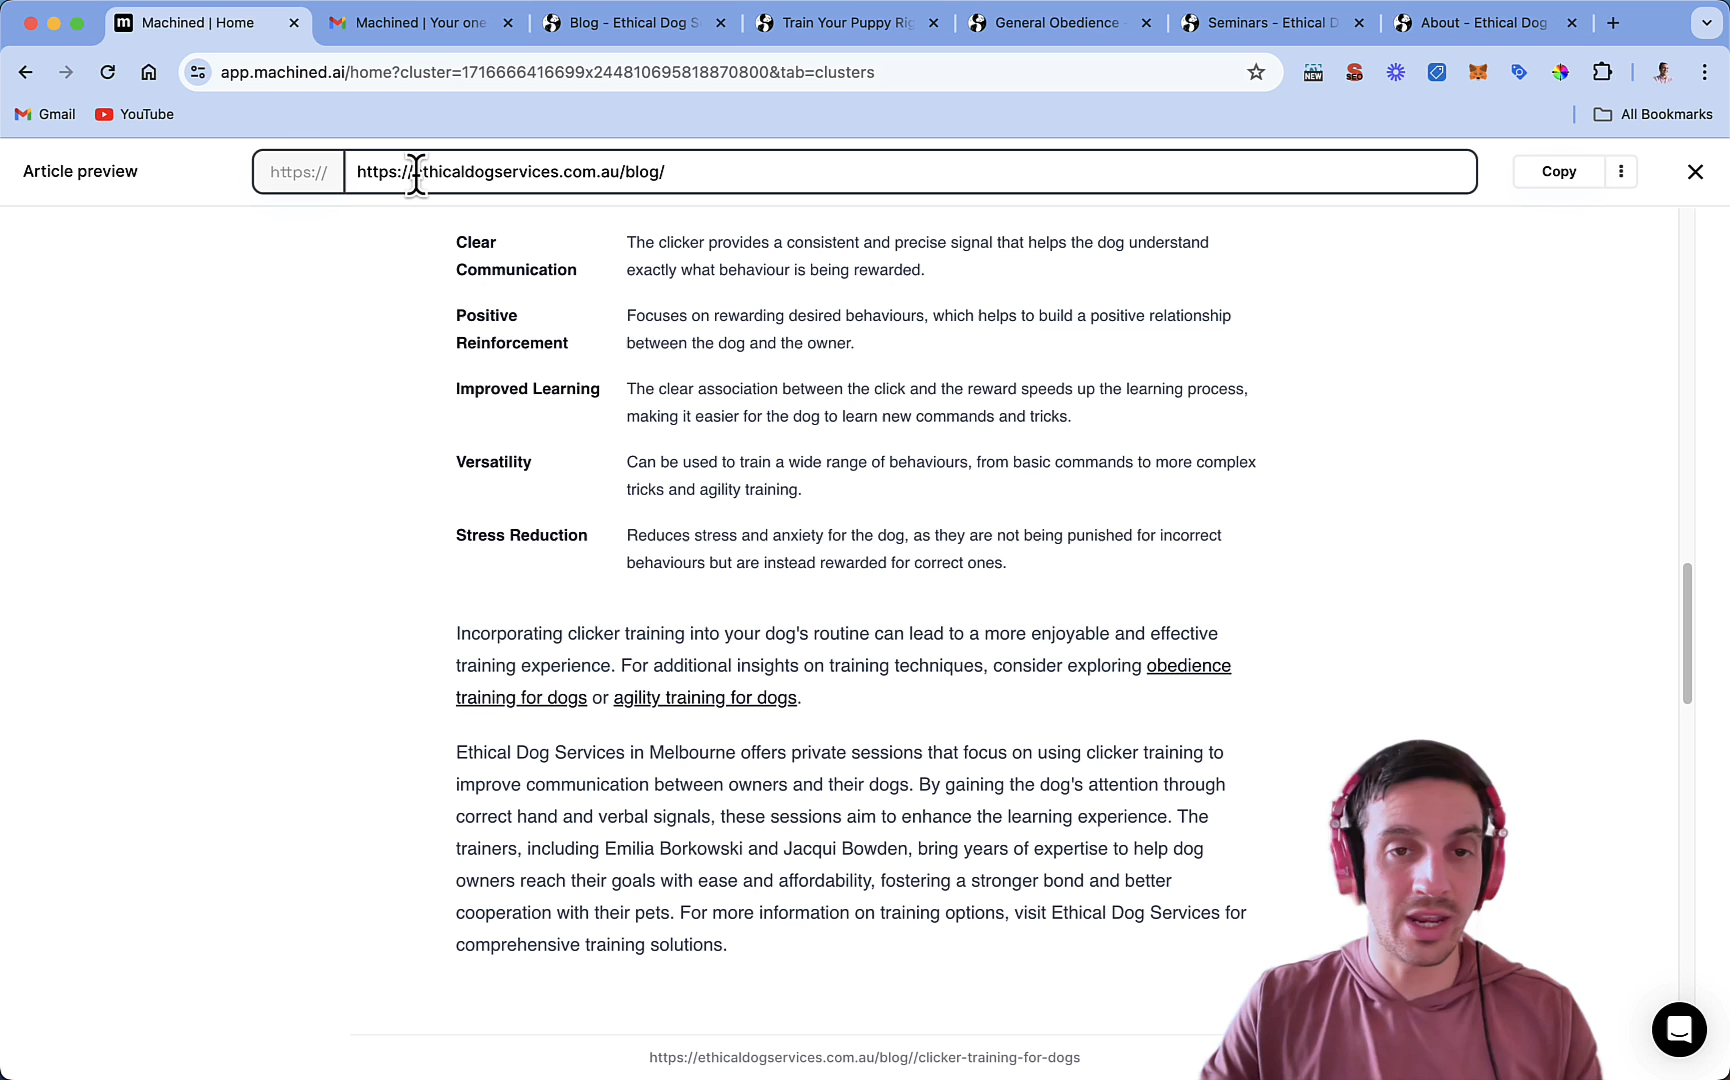 Machined | Home
Machined | Your one
Blog - Ethical Dog S
Train Your Puppy Rig
General Obedience -
Seminars - Ethical D
About - Ethical Dog
app.machined.ai/home?cluster=1716666416699x244810695818870800&tab=clusters
NEW
SEO
Gmail
YouTube
All Bookmarks
Article preview
https://
https://ethicaldogservices.com.au/blog/
Copy
Clear
Communication
The clicker provides a consistent and precise signal that helps the dog understand
exactly what behaviour is being rewarded.
Positive
Reinforcement
Focuses on rewarding desired behaviours, which helps to build a positive relationship
between the dog and the owner.
Improved Learning
The clear association between the click and the reward speeds up the learning process,
making it easier for the dog to learn new commands and tricks.
Versatility
Can be used to train a wide range of behaviours, from basic commands to more complex
tricks and agility training.
Stress Reduction
Reduces stress and anxiety for the dog, as they are not being punished for incorrect
behaviours but are instead rewarded for correct ones.
Incorporating clicker training into your dog's routine can lead to a more enjoyable and effective
training experience. For additional insights on training techniques, consider exploring obedience
training for dogs or agility training for dogs.
Ethical Dog Services in Melbourne offers private sessions that focus on using clicker training to
improve communication between owners and their dogs. By gaining the dog's attention through
correct hand and verbal signals, these sessions aim to enhance the learning experience. The
trainers, including Emilia Borkowski and Jacqui Bowden, bring years of expertise to help dog
owners reach their goals with ease and affordability, fostering a stronger bond and better
cooperation with their pets. For more information on training options, visit Ethical Dog Services for
comprehensive training solutions.
https://ethicaldogservices.com.au/blog//clicker-training-for-dogs